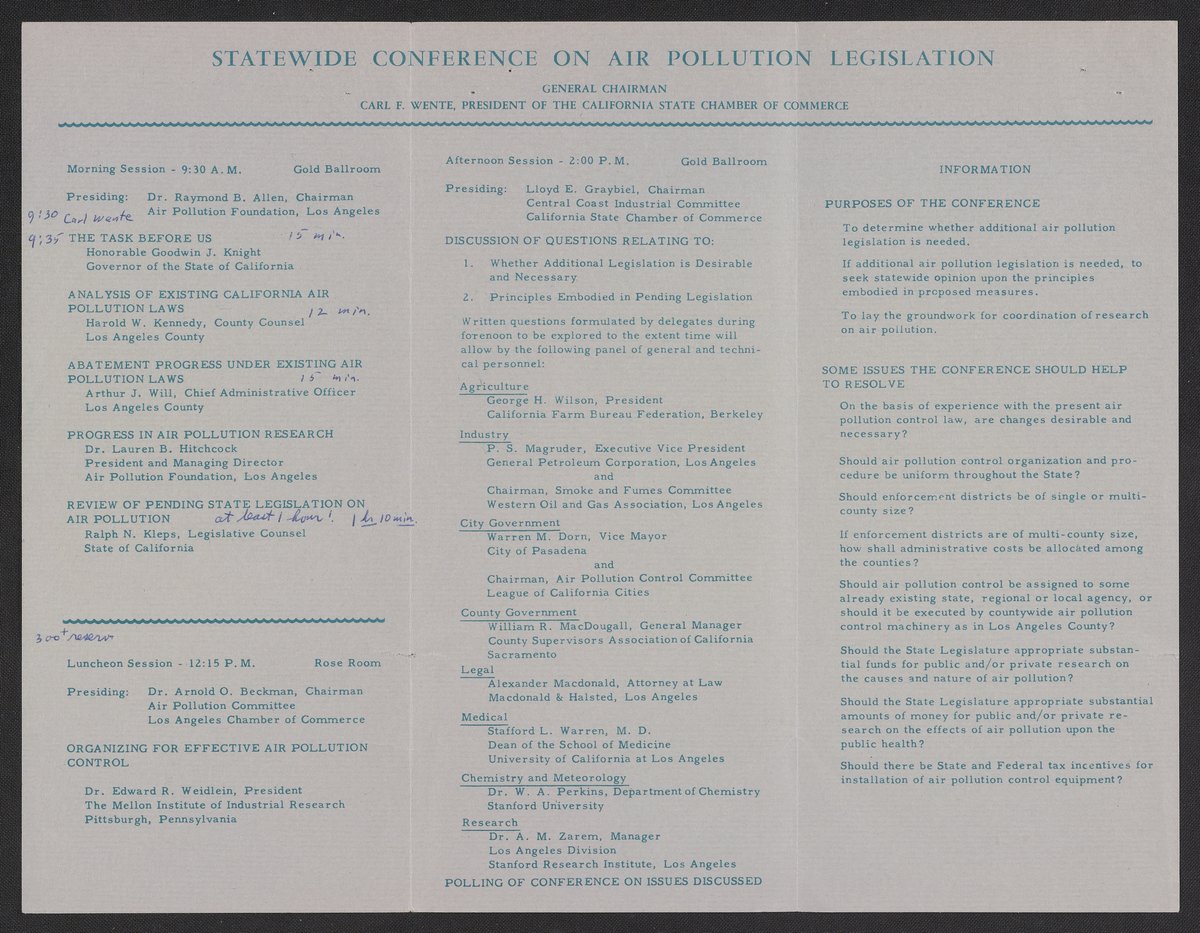 STATEWIDE CONFERENCE ON AIR POLLUTION LEGISLATION
GENERAL CHAIRMAN
CARL F. WENTE, PRESIDENT OF THE CALIFORNIA STATE CHAMBER OF COMMERCE
Morning Session - 9:30 A. M. Gold Ballroom
Presiding: Dr. Raymond B. Allen, Chairman
Air Pollution Foundation, Los Angeles
9:30 Carl Wente
9:35 THE TASK BEFORE US 15 min.
Honorable Goodwin J. Knight
Governor of the State of California
ANALYSIS OF EXISTING CALIFORNIA AIR
POLLUTION LAWS 12 min.
Harold W. Kennedy, County Counsel
Los Angeles County
ABATEMENT PROGRESS UNDER EXISTING AIR
POLLUTION LAWS 15 min.
Arthur J. Will, Chief Administrative Officer
Los Angeles County
PROGRESS IN AIR POLLUTION RESEARCH
Dr. Lauren B. Hitchcock
President and Managing Director
Air Pollution Foundation, Los Angeles
REVIEW OF PENDING STATE LEGISLATION ON
AIR POLLUTION at least 1 hour! 1 hr. 10 min.
Ralph N. Kleps, Legislative Counsel
State of California
300+ reserv
Luncheon Session - 12:15 P. M. Rose Room
Presiding: Dr. Arnold O. Beckman, Chairman
Air Pollution Committee
Los Angeles Chamber of Commerce
ORGANIZING FOR EFFECTIVE AIR POLLUTION
CONTROL
Dr. Edward R. Weidlein, President
The Mellon Institute of Industrial Research
Pittsburgh, Pennsylvania
Afternoon Session - 2:00 P. M. Gold Ballroom
Presiding: Lloyd E. Graybiel, Chairman
Central Coast Industrial Committee
California State Chamber of Commerce
DISCUSSION OF QUESTIONS RELATING TO:
1. Whether Additional Legislation is Desirable
and Necessary
2. Principles Embodied in Pending Legislation
Written questions formulated by delegates during
forenoon to be explored to the extent time will
allow by the following panel of general and techni-
cal personnel:
Agriculture
George H. Wilson, President
California Farm Bureau Federation, Berkeley
Industry
P. S. Magruder, Executive Vice President
General Petroleum Corporation, Los Angeles
and
Chairman, Smoke and Fumes Committee
Western Oil and Gas Association, Los Angeles
City Government
Warren M. Dorn, Vice Mayor
City of Pasadena
and
Chairman, Air Pollution Control Committee
League of California Cities
County Government
William R. MacDougall, General Manager
County Supervisors Association of California
Sacramento
Legal
Alexander Macdonald, Attorney at Law
Macdonald & Halsted, Los Angeles
Medical
Stafford L. Warren, M. D.
Dean of the School of Medicine
University of California at Los Angeles
Chemistry and Meteorology
Dr. W. A. Perkins, Department of Chemistry
Stanford University
Research
Dr. A. M. Zarem, Manager
Los Angeles Division
Stanford Research Institute, Los Angeles
POLLING OF CONFERENCE ON ISSUES DISCUSSED
INFORMATION
PURPOSES OF THE CONFERENCE
To determine whether additional air pollution
legislation is needed.
If additional air pollution legislation is needed, to
seek statewide opinion upon the principles
embodied in proposed measures.
To lay the groundwork for coordination of research
on air pollution.
SOME ISSUES THE CONFERENCE SHOULD HELP
TO RESOLVE
On the basis of experience with the present air
pollution control law, are changes desirable and
necessary?
Should air pollution control organization and pro-
cedure be uniform throughout the State?
Should enforcement districts be of single or multi-
county size?
If enforcement districts are of multi-county size,
how shall administrative costs be allocated among
the counties?
Should air pollution control be assigned to some
already existing state, regional or local agency, or
should it be executed by countywide air pollution
control machinery as in Los Angeles County?
Should the State Legislature appropriate substan-
tial funds for public and/or private research on
the causes and nature of air pollution?
Should the State Legislature appropriate substantial
amounts of money for public and/or private re-
search on the effects of air pollution upon the
public health?
Should there be State and Federal tax incentives for
installation of air pollution control equipment?